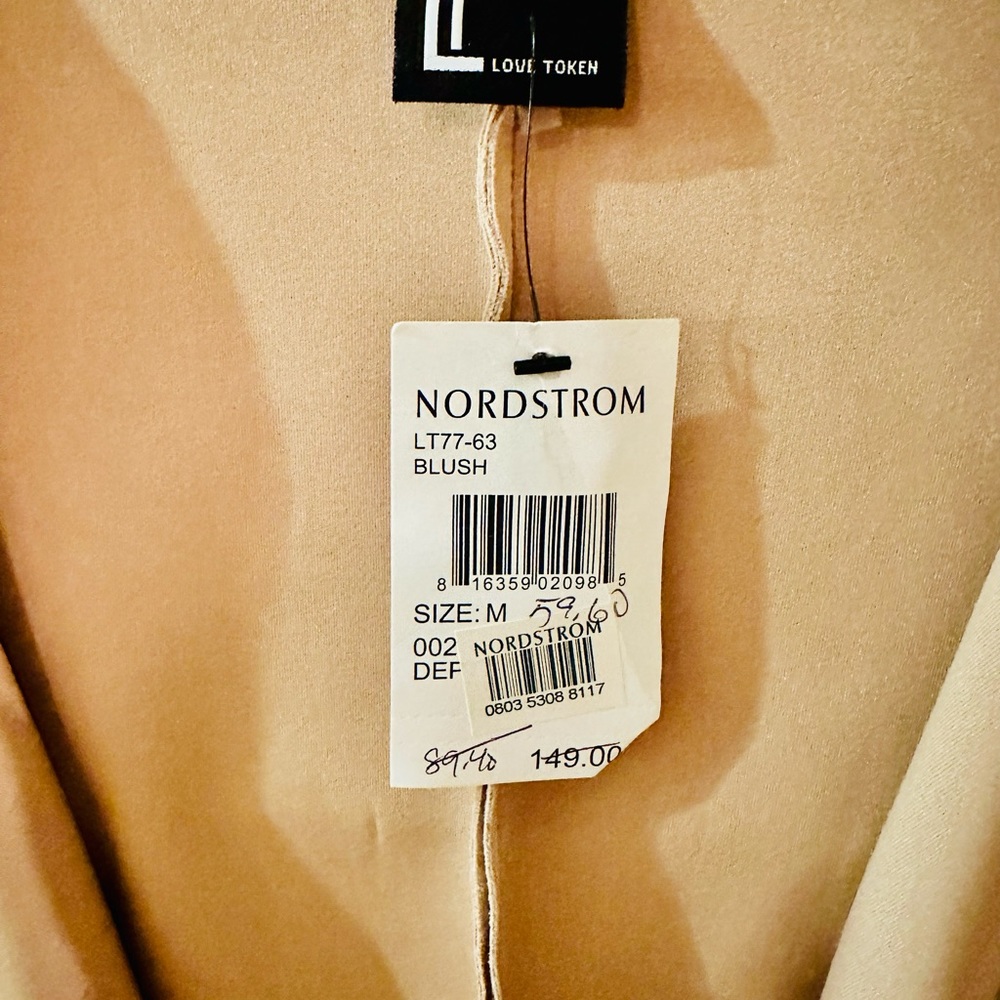 LOVE TOKEN
NORDSTROM
LT77-63
BLUSH
8 16359 02098 5
SIZE: M 59.60
002
DEP
NORDSTROM
0803 5308 8117
89.40 149.00